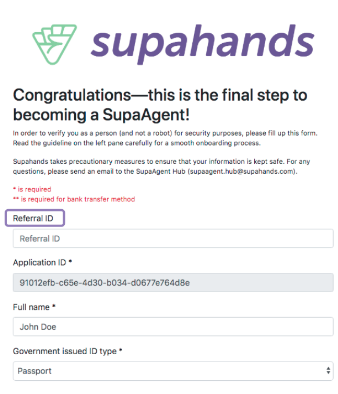 supahands
Congratulations—this is the final step to
becoming a SupaAgent!
In order to verify you as a person (and not a robot) for security purposes, please fill up this form.
Read the guideline on the left pane carefully for a smooth onboarding process.
Supahands takes precautionary measures to ensure that your information is kept safe. For any
questions, please send an email to the SupaAgent Hub (supaagent.hub@supahands.com).
* is required
** is required for bank transfer method
Referral ID
Referral ID
Application ID *
91012efb-c65e-4d30-b034-d0677e764d8e
Full name *
John Doe
Government issued ID type *
Passport